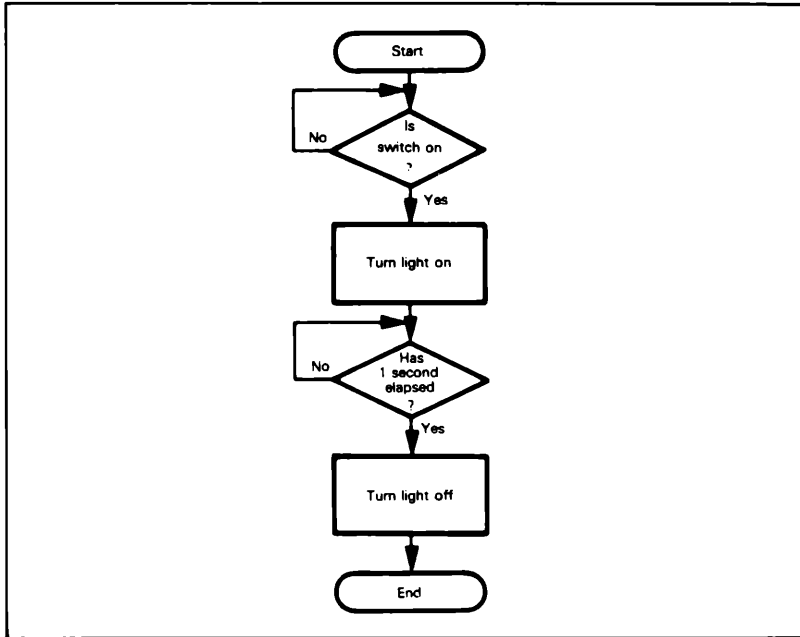 Start
Is
switch on
?
No
Yes
Turn light on
Has
1 second
elapsed
?
No
Yes
Turn light off
End